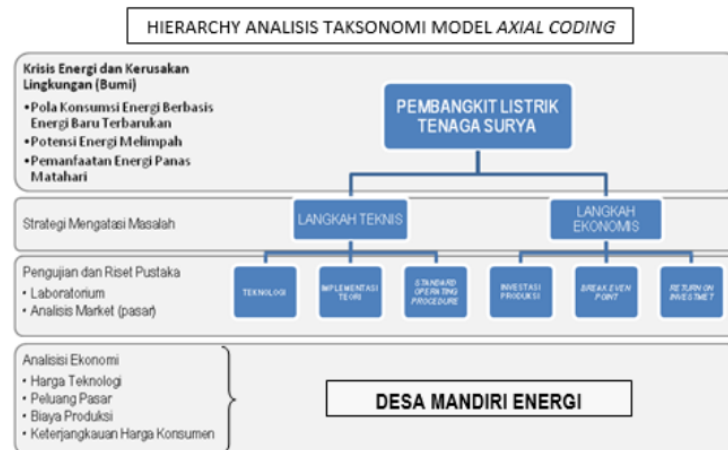 HIERARCHY ANALISIS TAKSONOMI MODEL AXIAL CODING
Krisis Energi dan Kerusakan
Lingkungan (Bumi)
•Pola Konsumsi Energi Berbasis
Energi Baru Terbarukan
•Potensi Energi Melimpah
•Pemanfaatan Energi Panas
Matahari
PEMBANGKIT LISTRIK
TENAGA SURYA
Strategi Mengatasi Masalah
LANGKAH TEKNIS
LANGKAH
EKONOMIS
Pengujian dan Riset Pustaka
• Laboratorium
• Analisis Market (pasar)
TEKNOLOGI
IMPLEMENTASI
TEORI
STANDARD
OPERATING
PROCEDURE
INVESTASI
PRODUKSI
BREAK EVEN
POINT
RETURN ON
INVESTMET
Analisisi Ekonomi
• Harga Teknologi
• Peluang Pasar
• Biaya Produksi
• Keterjangkauan Harga Konsumen
DESA MANDIRI ENERGI